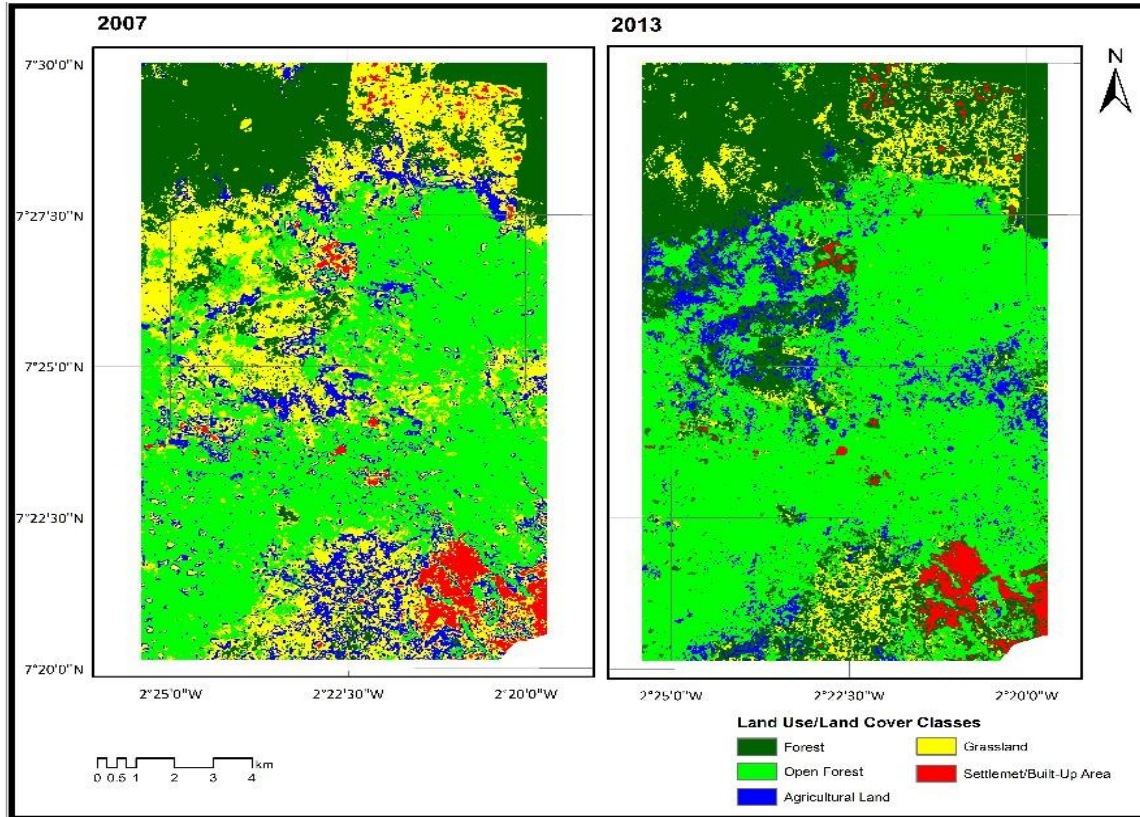 2007
2013
N
7°30'0"N
7°27'30"N
7°25'0"N
7°22'30"N
7°20'0"N
2°25'0"W
2°22'30"W
2°20'0"W
2°25'0"W
2°22'30"W
2°20'0"W
0 0.5 1 2 3 4 km
Land Use/Land Cover Classes
Forest
Grassland
Open Forest
Settlemet/Built-Up Area
Agricultural Land